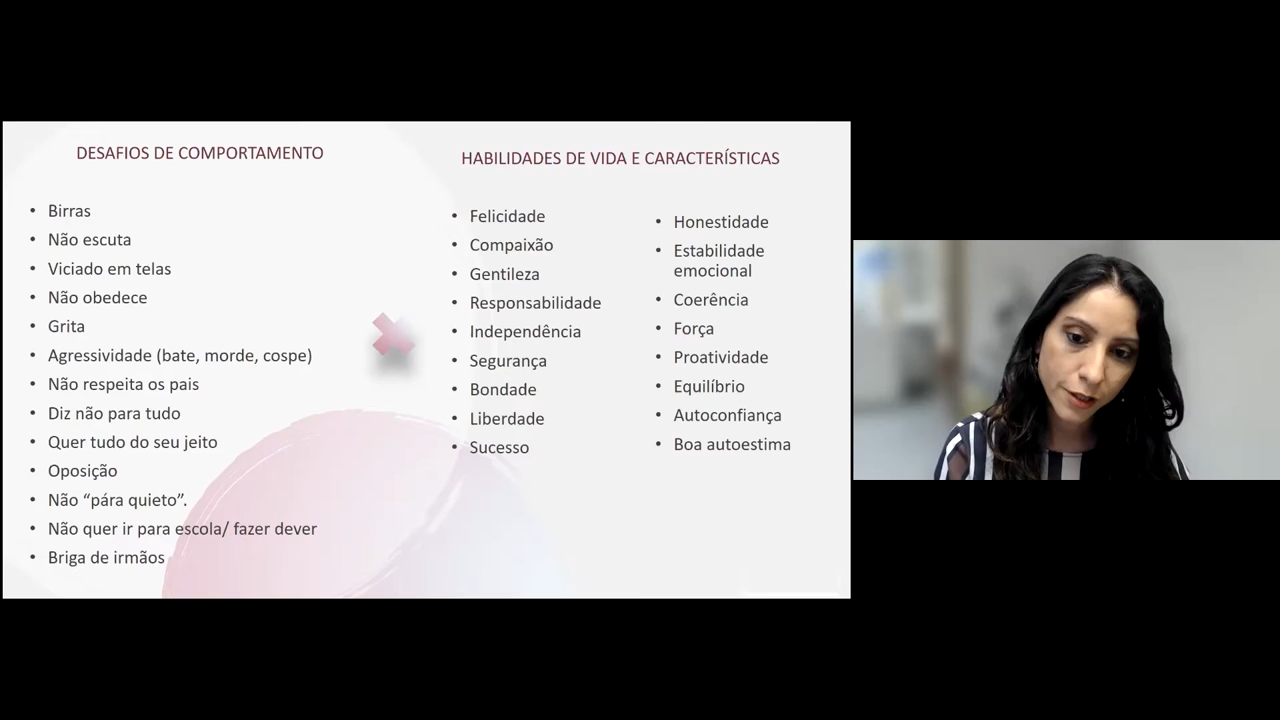 DESAFIOS DE COMPORTAMENTO
• Birras
• Não escuta
• Viciado em telas
• Não obedece
• Grita
• Agressividade (bate, morde, cospe)
• Não respeita os pais
• Diz não para tudo
• Quer tudo do seu jeito
• Oposição
• Não “pára quieto”.
• Não quer ir para escola/ fazer dever
• Briga de irmãos
HABILIDADES DE VIDA E CARACTERÍSTICAS
• Felicidade
• Compaixão
• Gentileza
• Responsabilidade
• Independência
• Segurança
• Bondade
• Liberdade
• Sucesso
• Honestidade
• Estabilidade
emocional
• Coerência
• Força
• Proatividade
• Equilíbrio
• Autoconfiança
• Boa autoestima